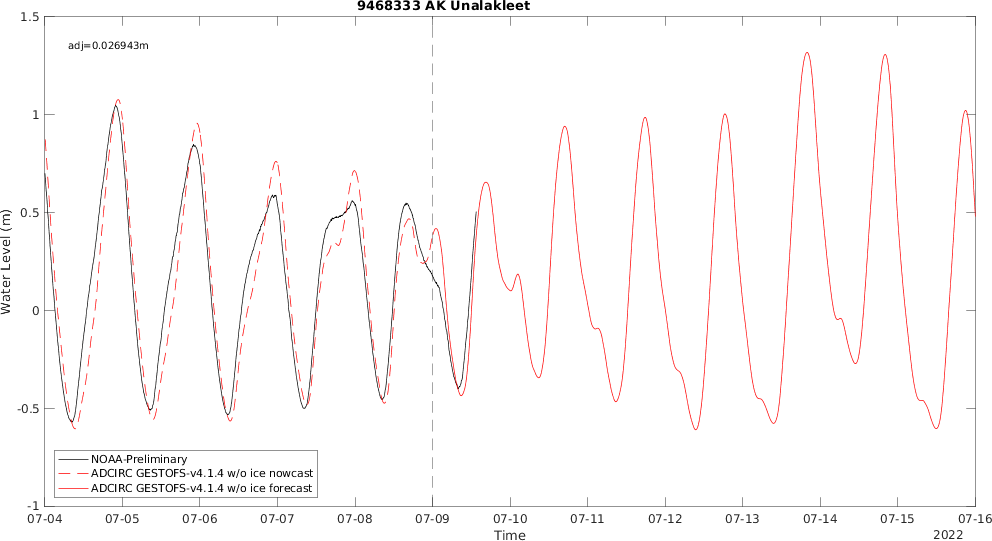 9468333 AK Unalakleet
adj=0.026943m
1.5
1
0.5
0
-0.5
-1
Water Level (m)
NOAA-Preliminary
ADCIRC GESTOFS-v4.1.4 w/o ice nowcast
ADCIRC GESTOFS-v4.1.4 w/o ice forecast
07-04 07-05 07-06 07-07 07-08 07-09 07-10 07-11 07-12 07-13 07-14 07-15 07-16
Time
2022